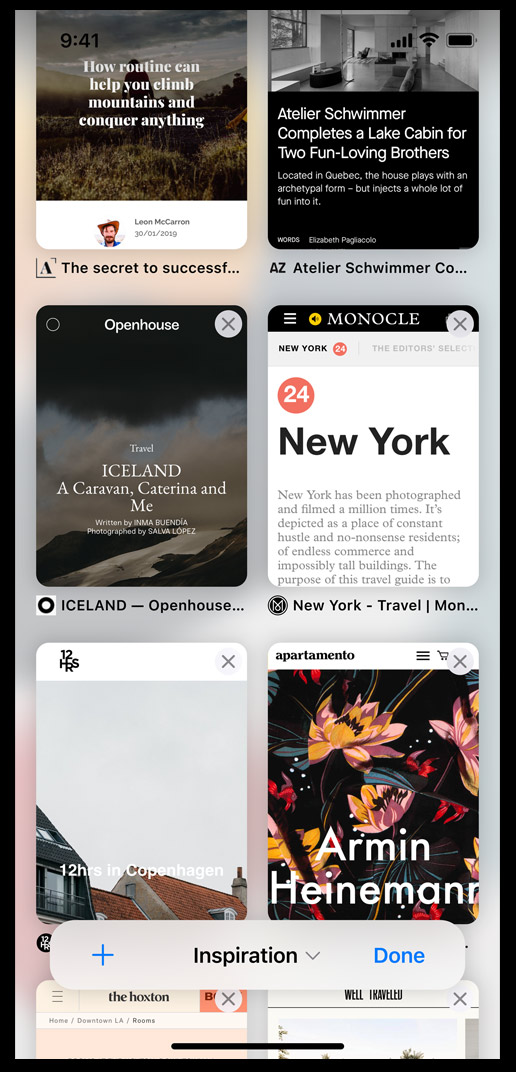 9:41
How routine can
help you climb
mountains and
conquer anything
Leon McCarron
30/01/2019
A The secret to successf...
Atelier Schwimmer
Completes a Lake Cabin for
Two Fun-Loving Brothers
Located in Quebec, the house plays with an
archetypal form – but injects a whole lot of
fun into it.
WORDS Elizabeth Pagliacolo
AZ Atelier Schwimmer Co...
Openhouse
Travel
ICELAND
A Caravan, Caterina and
Me
Written by INMA BUENDÍA
Photographed by SALVA LÓPEZ
ICELAND — Openhouse...
MONOCLE
NEW YORK 24 THE EDITORS' SELECT
24
New York
New York has been photographed
and filmed a million times. It's
depicted as a place of constant
hustle and no-nonsense residents;
of endless commerce and
impossibly tall buildings. The
purpose of this travel guide is to
New York - Travel | Mon...
12
HRS
12hrs in Copenhagen
apartamento
Armin
Heinemann
Inspiration
Done
the hoxton
Home / Downtown LA / Rooms
WELL TRAVELED